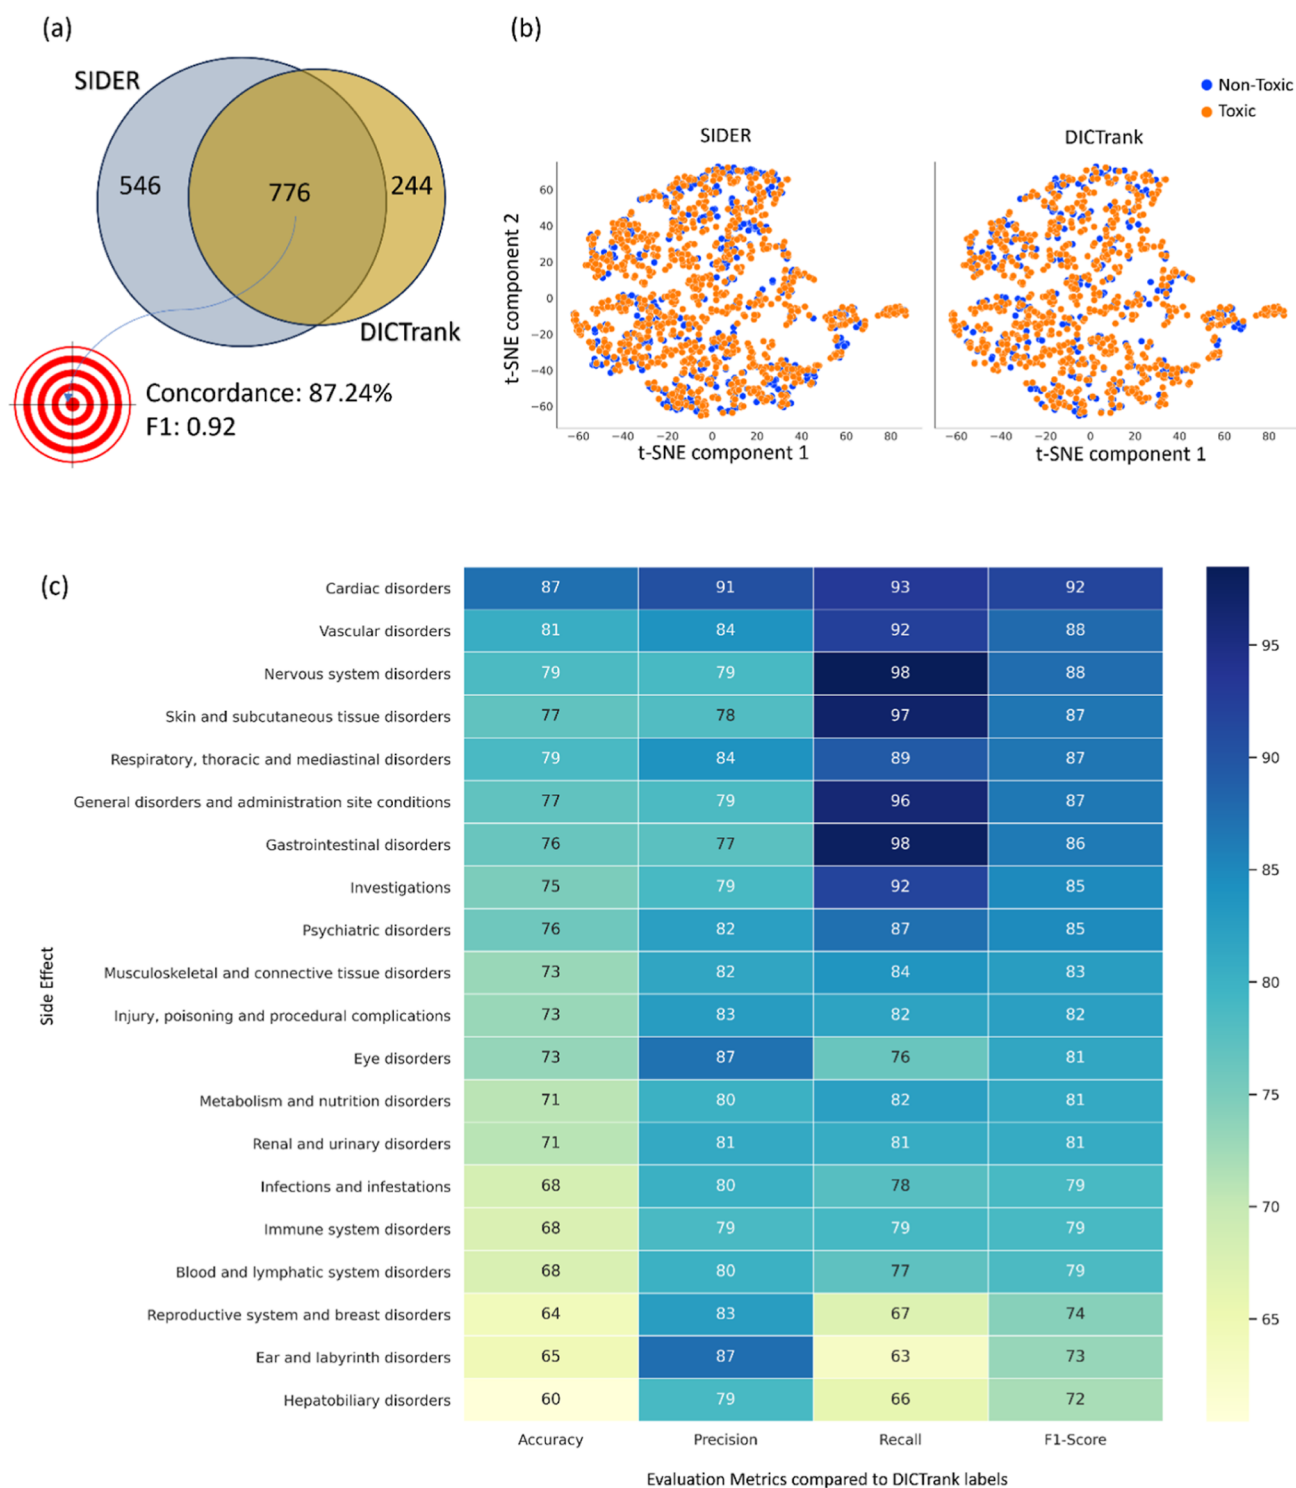 (a)
SIDER
546
776
244
DICTrank
Concordance: 87.24%
F1: 0.92
(b)
Non-Toxic
Toxic
SIDER
DICTrank
t-SNE component 2
60
40
20
0
−20
−40
−60
−60 −40 −20 0 20 40 60 80
t-SNE component 1
−60 −40 −20 0 20 40 60 80
t-SNE component 1
(c)
Side Effect
Cardiac disorders 87 91 93 92
Vascular disorders 81 84 92 88
Nervous system disorders 79 79 98 88
Skin and subcutaneous tissue disorders 77 78 97 87
Respiratory, thoracic and mediastinal disorders 79 84 89 87
General disorders and administration site conditions 77 79 96 87
Gastrointestinal disorders 76 77 98 86
Investigations 75 79 92 85
Psychiatric disorders 76 82 87 85
Musculoskeletal and connective tissue disorders 73 82 84 83
Injury, poisoning and procedural complications 73 83 82 82
Eye disorders 73 87 76 81
Metabolism and nutrition disorders 71 80 82 81
Renal and urinary disorders 71 81 81 81
Infections and infestations 68 80 78 79
Immune system disorders 68 79 79 79
Blood and lymphatic system disorders 68 80 77 79
Reproductive system and breast disorders 64 83 67 74
Ear and labyrinth disorders 65 87 63 73
Hepatobiliary disorders 60 79 66 72
Accuracy Precision Recall F1-Score
Evaluation Metrics compared to DICTrank labels
95
90
85
80
75
70
65